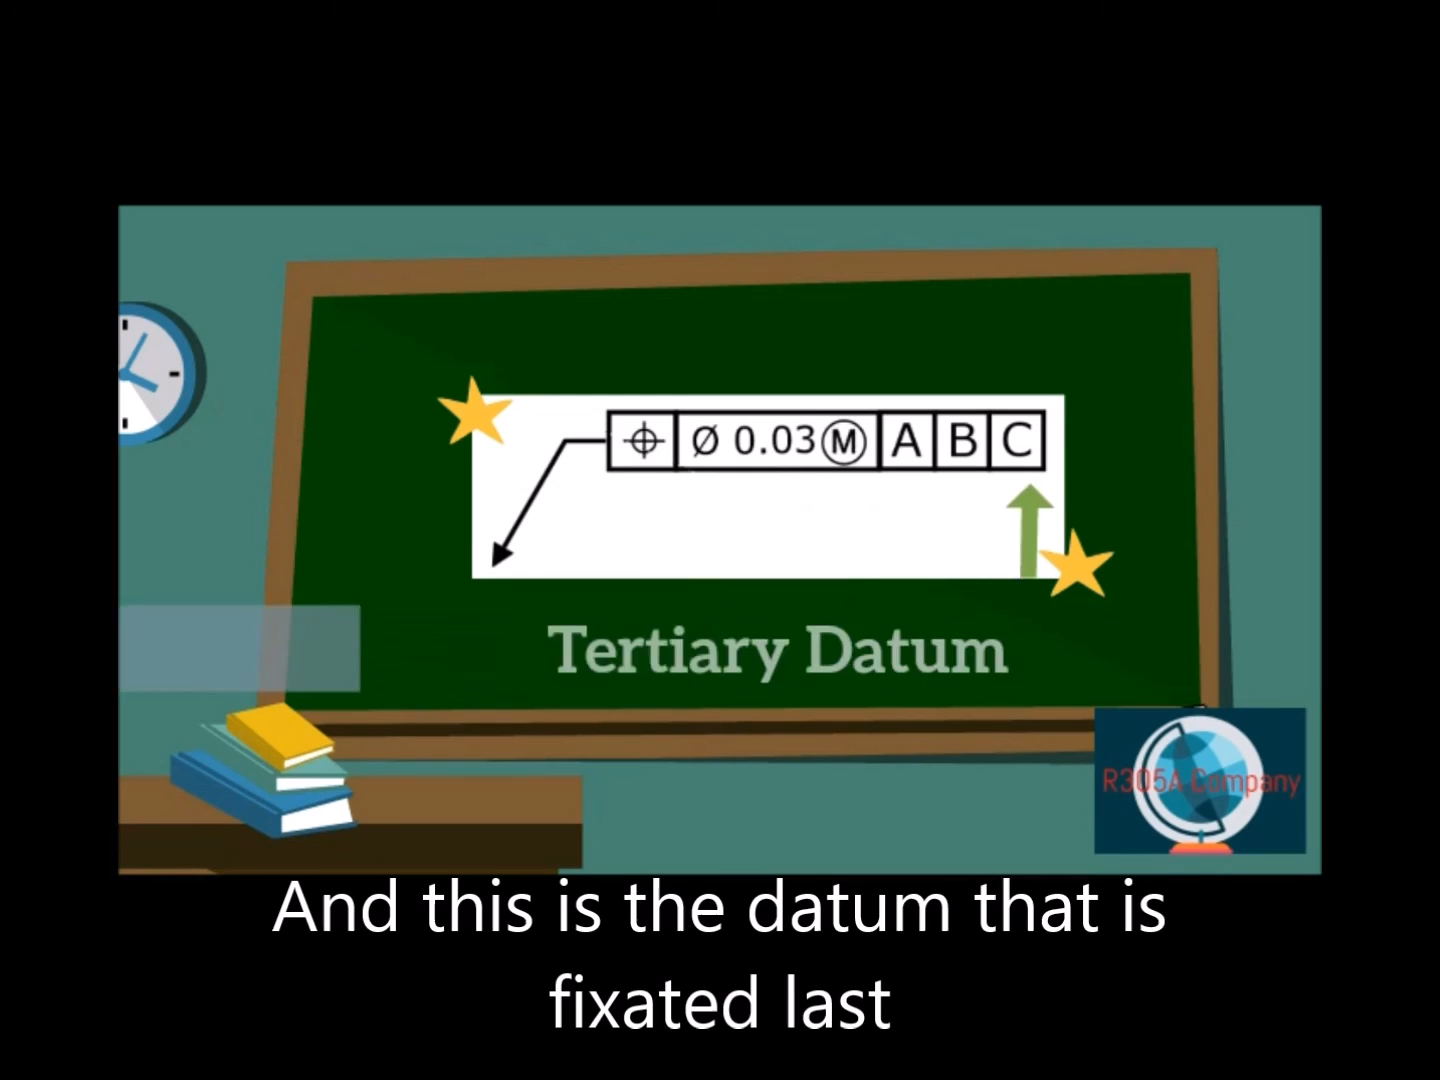 ⌖ Ø 0.03Ⓜ A B C
Tertiary Datum
R305A Company
And this is the datum that is
fixated last